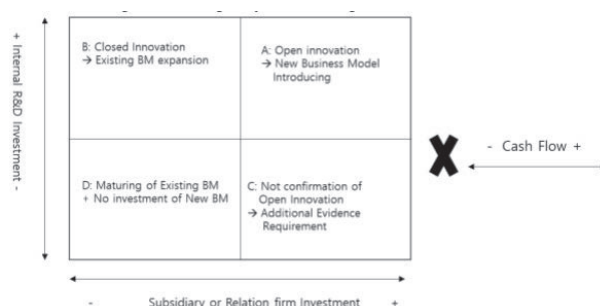 B: Closed Innovation
→ Existing BM expansion
A: Open innovation
→ New Business Model
Introducing
+ Internal R&D Investment -
- Cash Flow +
D: Maturing of Existing BM
+ No investment of New BM
C: Not confirmation of
Open Innovation
→ Additional Evidence
Requirement
- Subsidiary or Relation firm Investment +